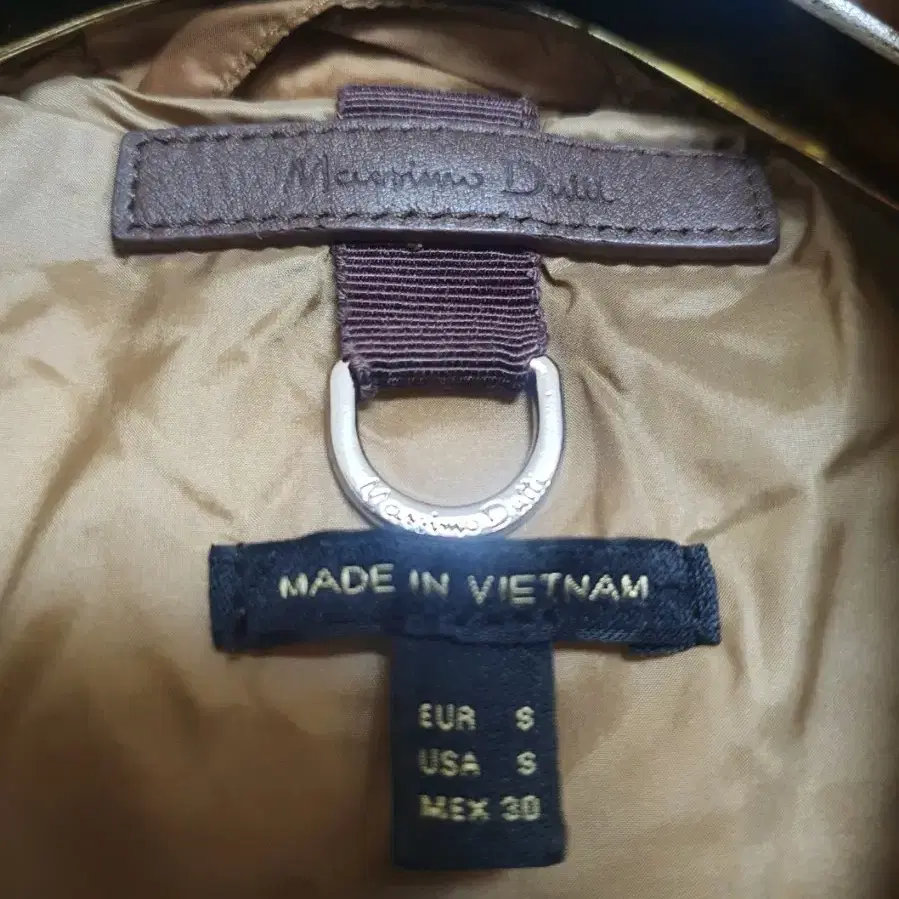 Massimo Dutti
Massimo Dutti
MADE IN VIETNAM
EUR S
USA S
MEX 30